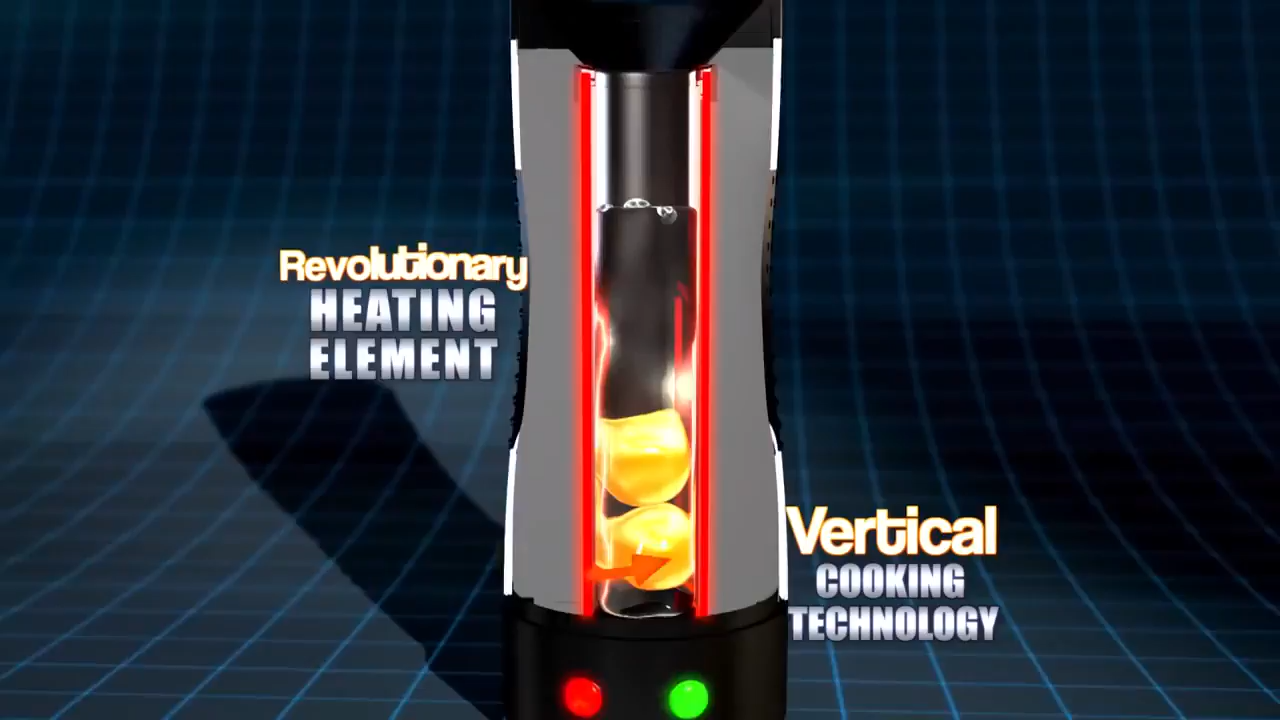 Revolutionary
HEATING
ELEMENT
Vertical
COOKING
TECHNOLOGY